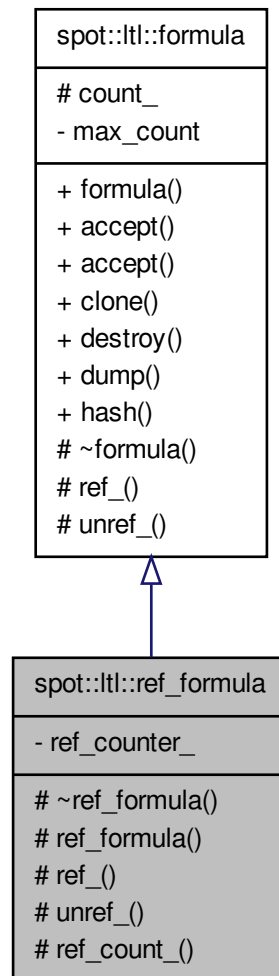 spot::ltl::formula
# count_
- max_count
+ formula()
+ accept()
+ accept()
+ clone()
+ destroy()
+ dump()
+ hash()
# ~formula()
# ref_()
# unref_()
spot::ltl::ref_formula
- ref_counter_
# ~ref_formula()
# ref_formula()
# ref_()
# unref_()
# ref_count_()